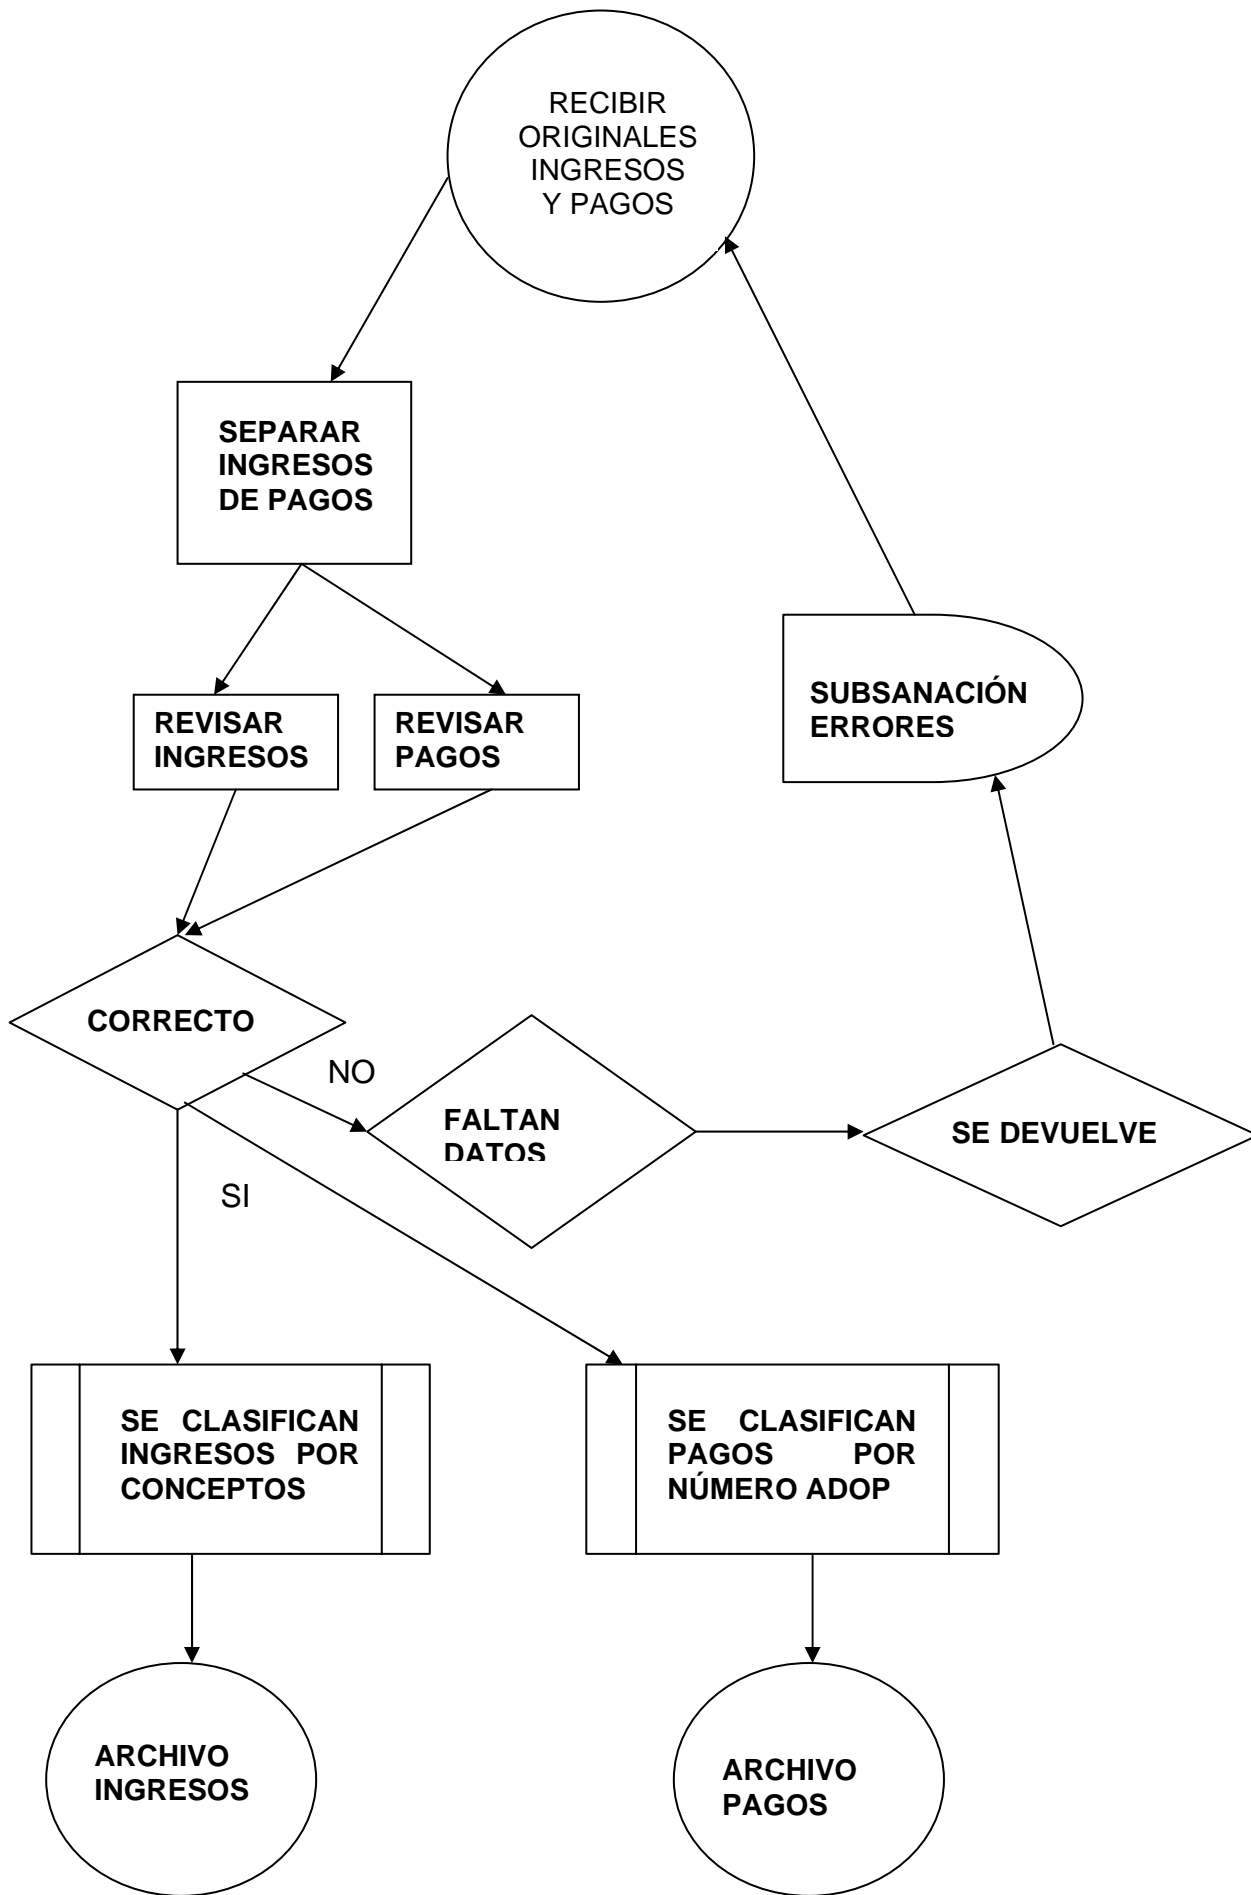 RECIBIR
ORIGINALES
INGRESOS
Y PAGOS
SEPARAR
INGRESOS
DE PAGOS
REVISAR
INGRESOS
REVISAR
PAGOS
SUBSANACIÓN
ERRORES
CORRECTO
NO
FALTAN
DATOS
SE DEVUELVE
SI
SE CLASIFICAN
INGRESOS POR
CONCEPTOS
SE CLASIFICAN
PAGOS POR
NÚMERO ADOP
ARCHIVO
INGRESOS
ARCHIVO
PAGOS